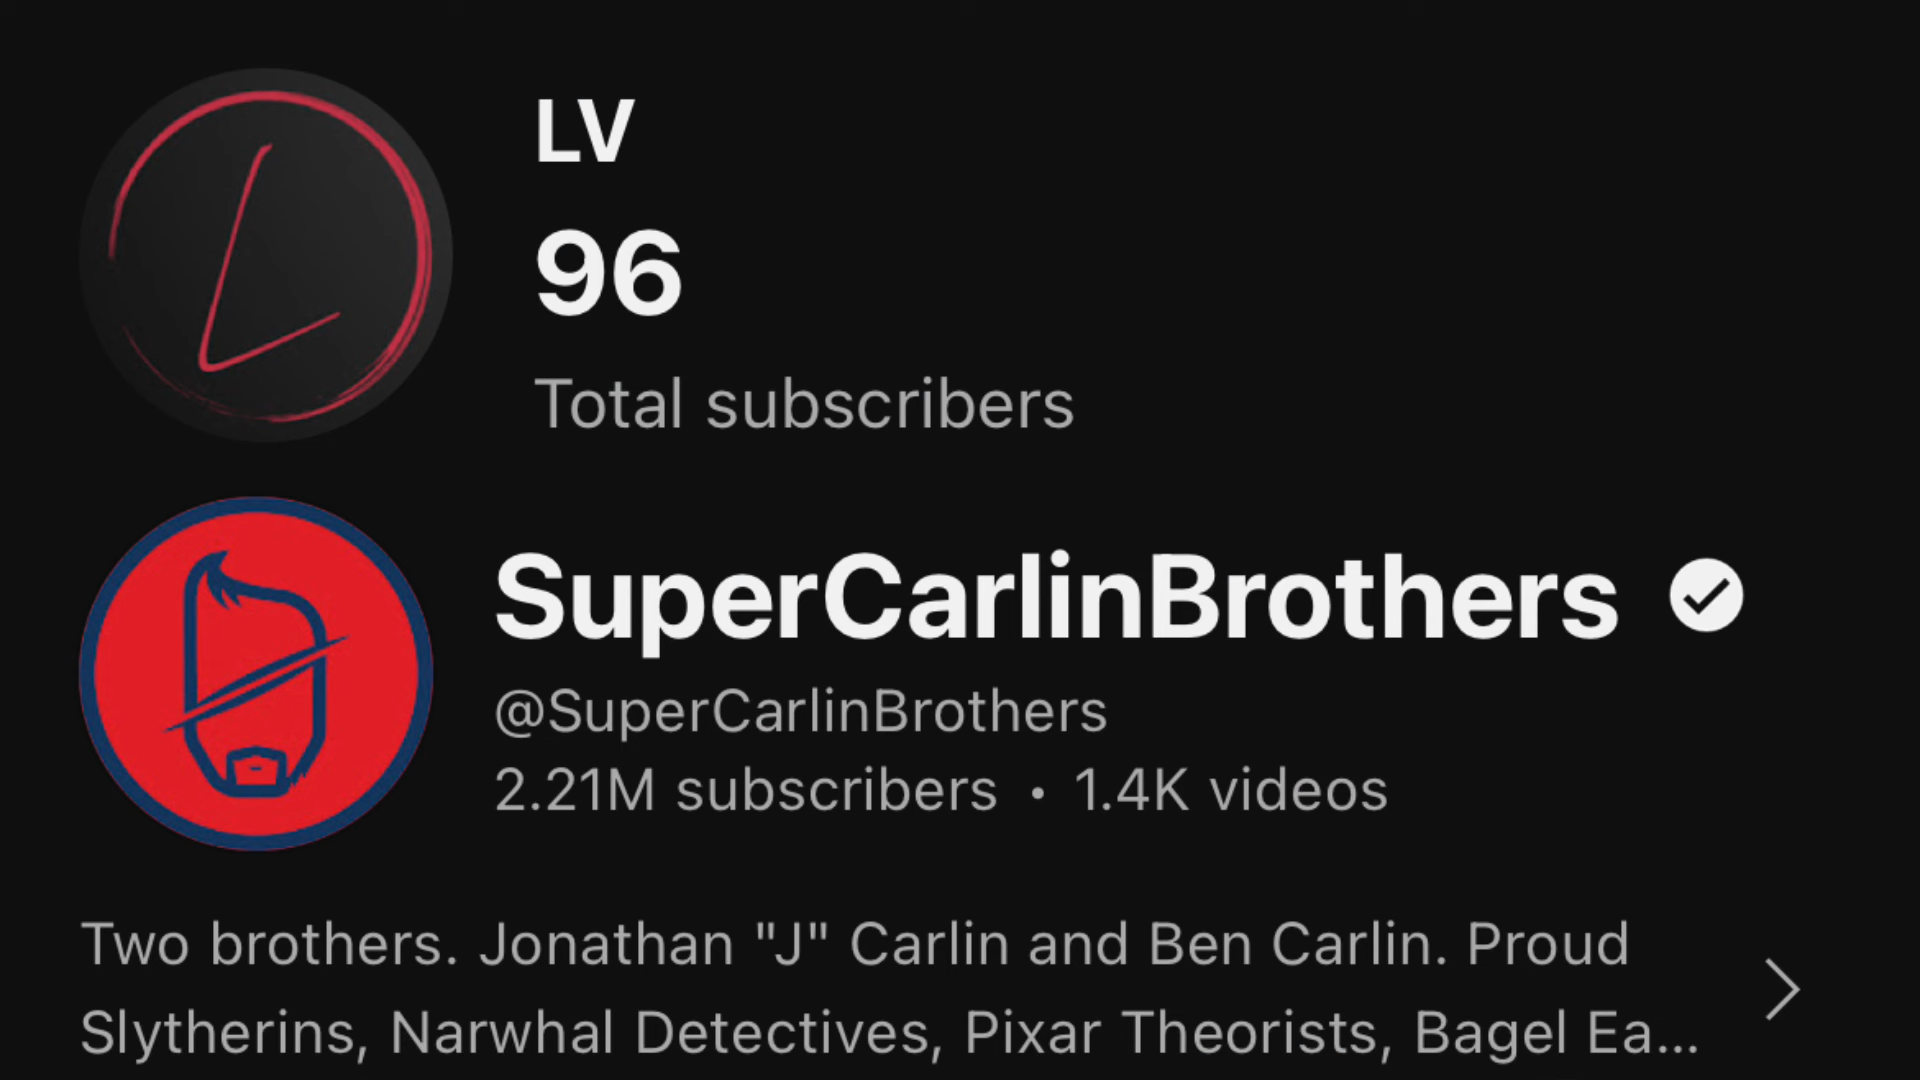 LV
96
Total subscribers
SuperCarlinBrothers
@SuperCarlinBrothers
2.21M subscribers • 1.4K videos
Two brothers. Jonathan "J" Carlin and Ben Carlin. Proud
Slytherins, Narwhal Detectives, Pixar Theorists, Bagel Ea...